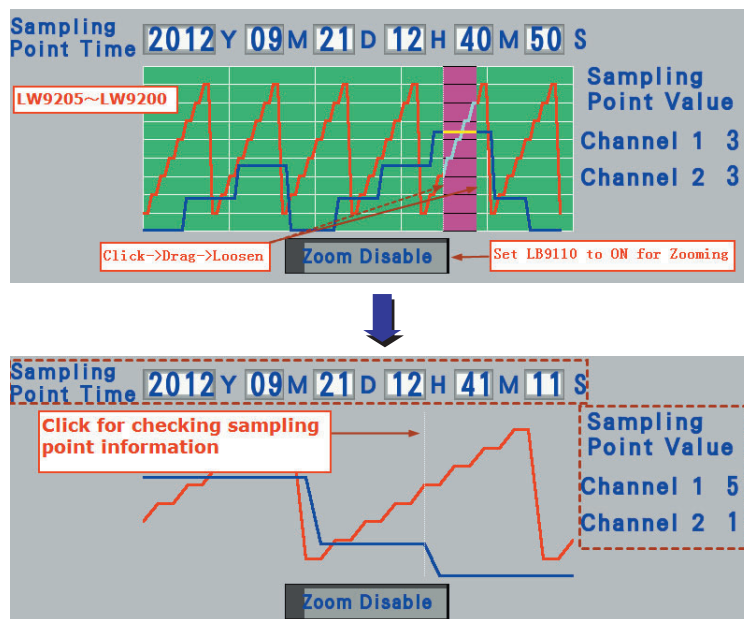 Sampling
Point Time 2012 Y 09 M 21 D 12 H 40 M 50 S
LW9205～LW9200
Sampling
Point Value
Channel 1 3
Channel 2 3
Click->Drag->Loosen
Zoom Disable
Set LB9110 to ON for Zooming
Sampling
Point Time 2012 Y 09 M 21 D 12 H 41 M 11 S
Click for checking sampling
point information
Sampling
Point Value
Channel 1 5
Channel 2 1
Zoom Disable